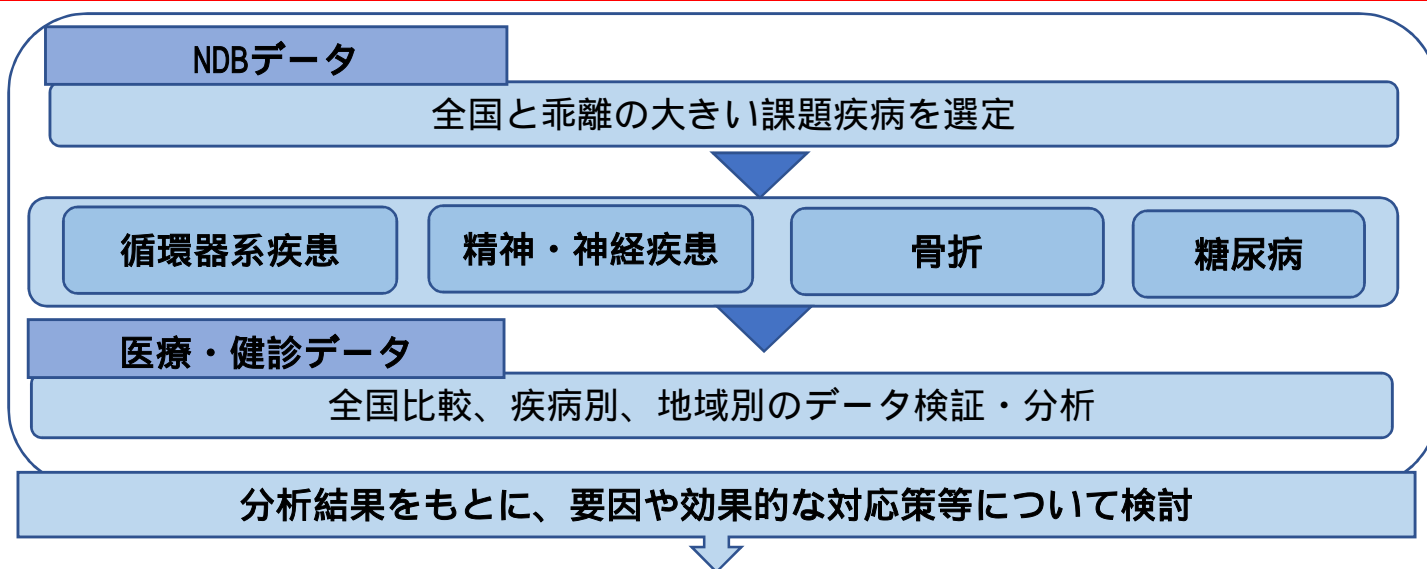 NDBデータ
全国と乖離の大きい課題疾病を選定
循環器系疾患
精神・神経疾患
骨折
糖尿病
医療・健診データ
全国比較、疾病別、地域別のデータ検証・分析
分析結果をもとに、要因や効果的な対応策等について検討